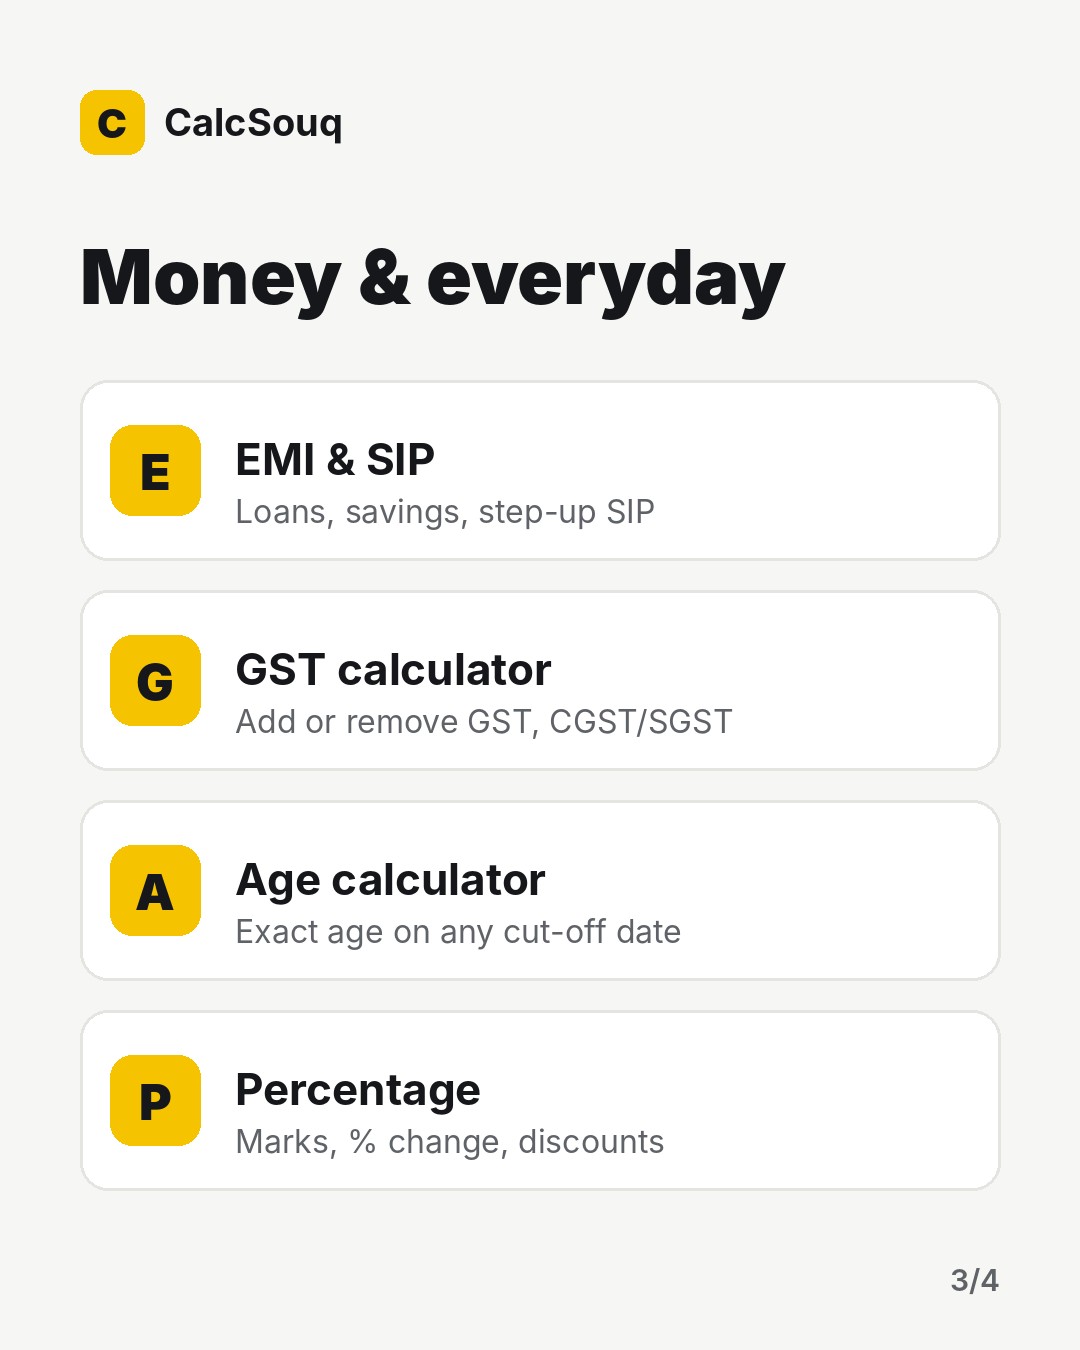 C CalcSouq
Money & everyday
E
EMI & SIP
Loans, savings, step-up SIP
G
GST calculator
Add or remove GST, CGST/SGST
A
Age calculator
Exact age on any cut-off date
P
Percentage
Marks, % change, discounts
3/4